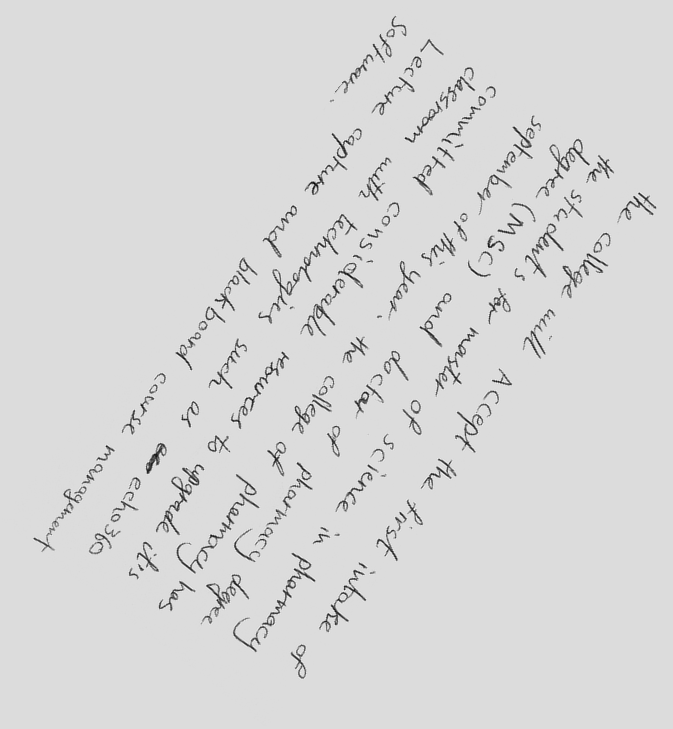 the college will Accept the first intake of
the student's for master of science in pharmacy
degree (MSC) and doctor of pharmacy degree
september of this year. the college of pharmacy has
committed considerable resources to upgrade it's
classroom with technologies such as echo360
Lecture capture and blackboard course management
software.